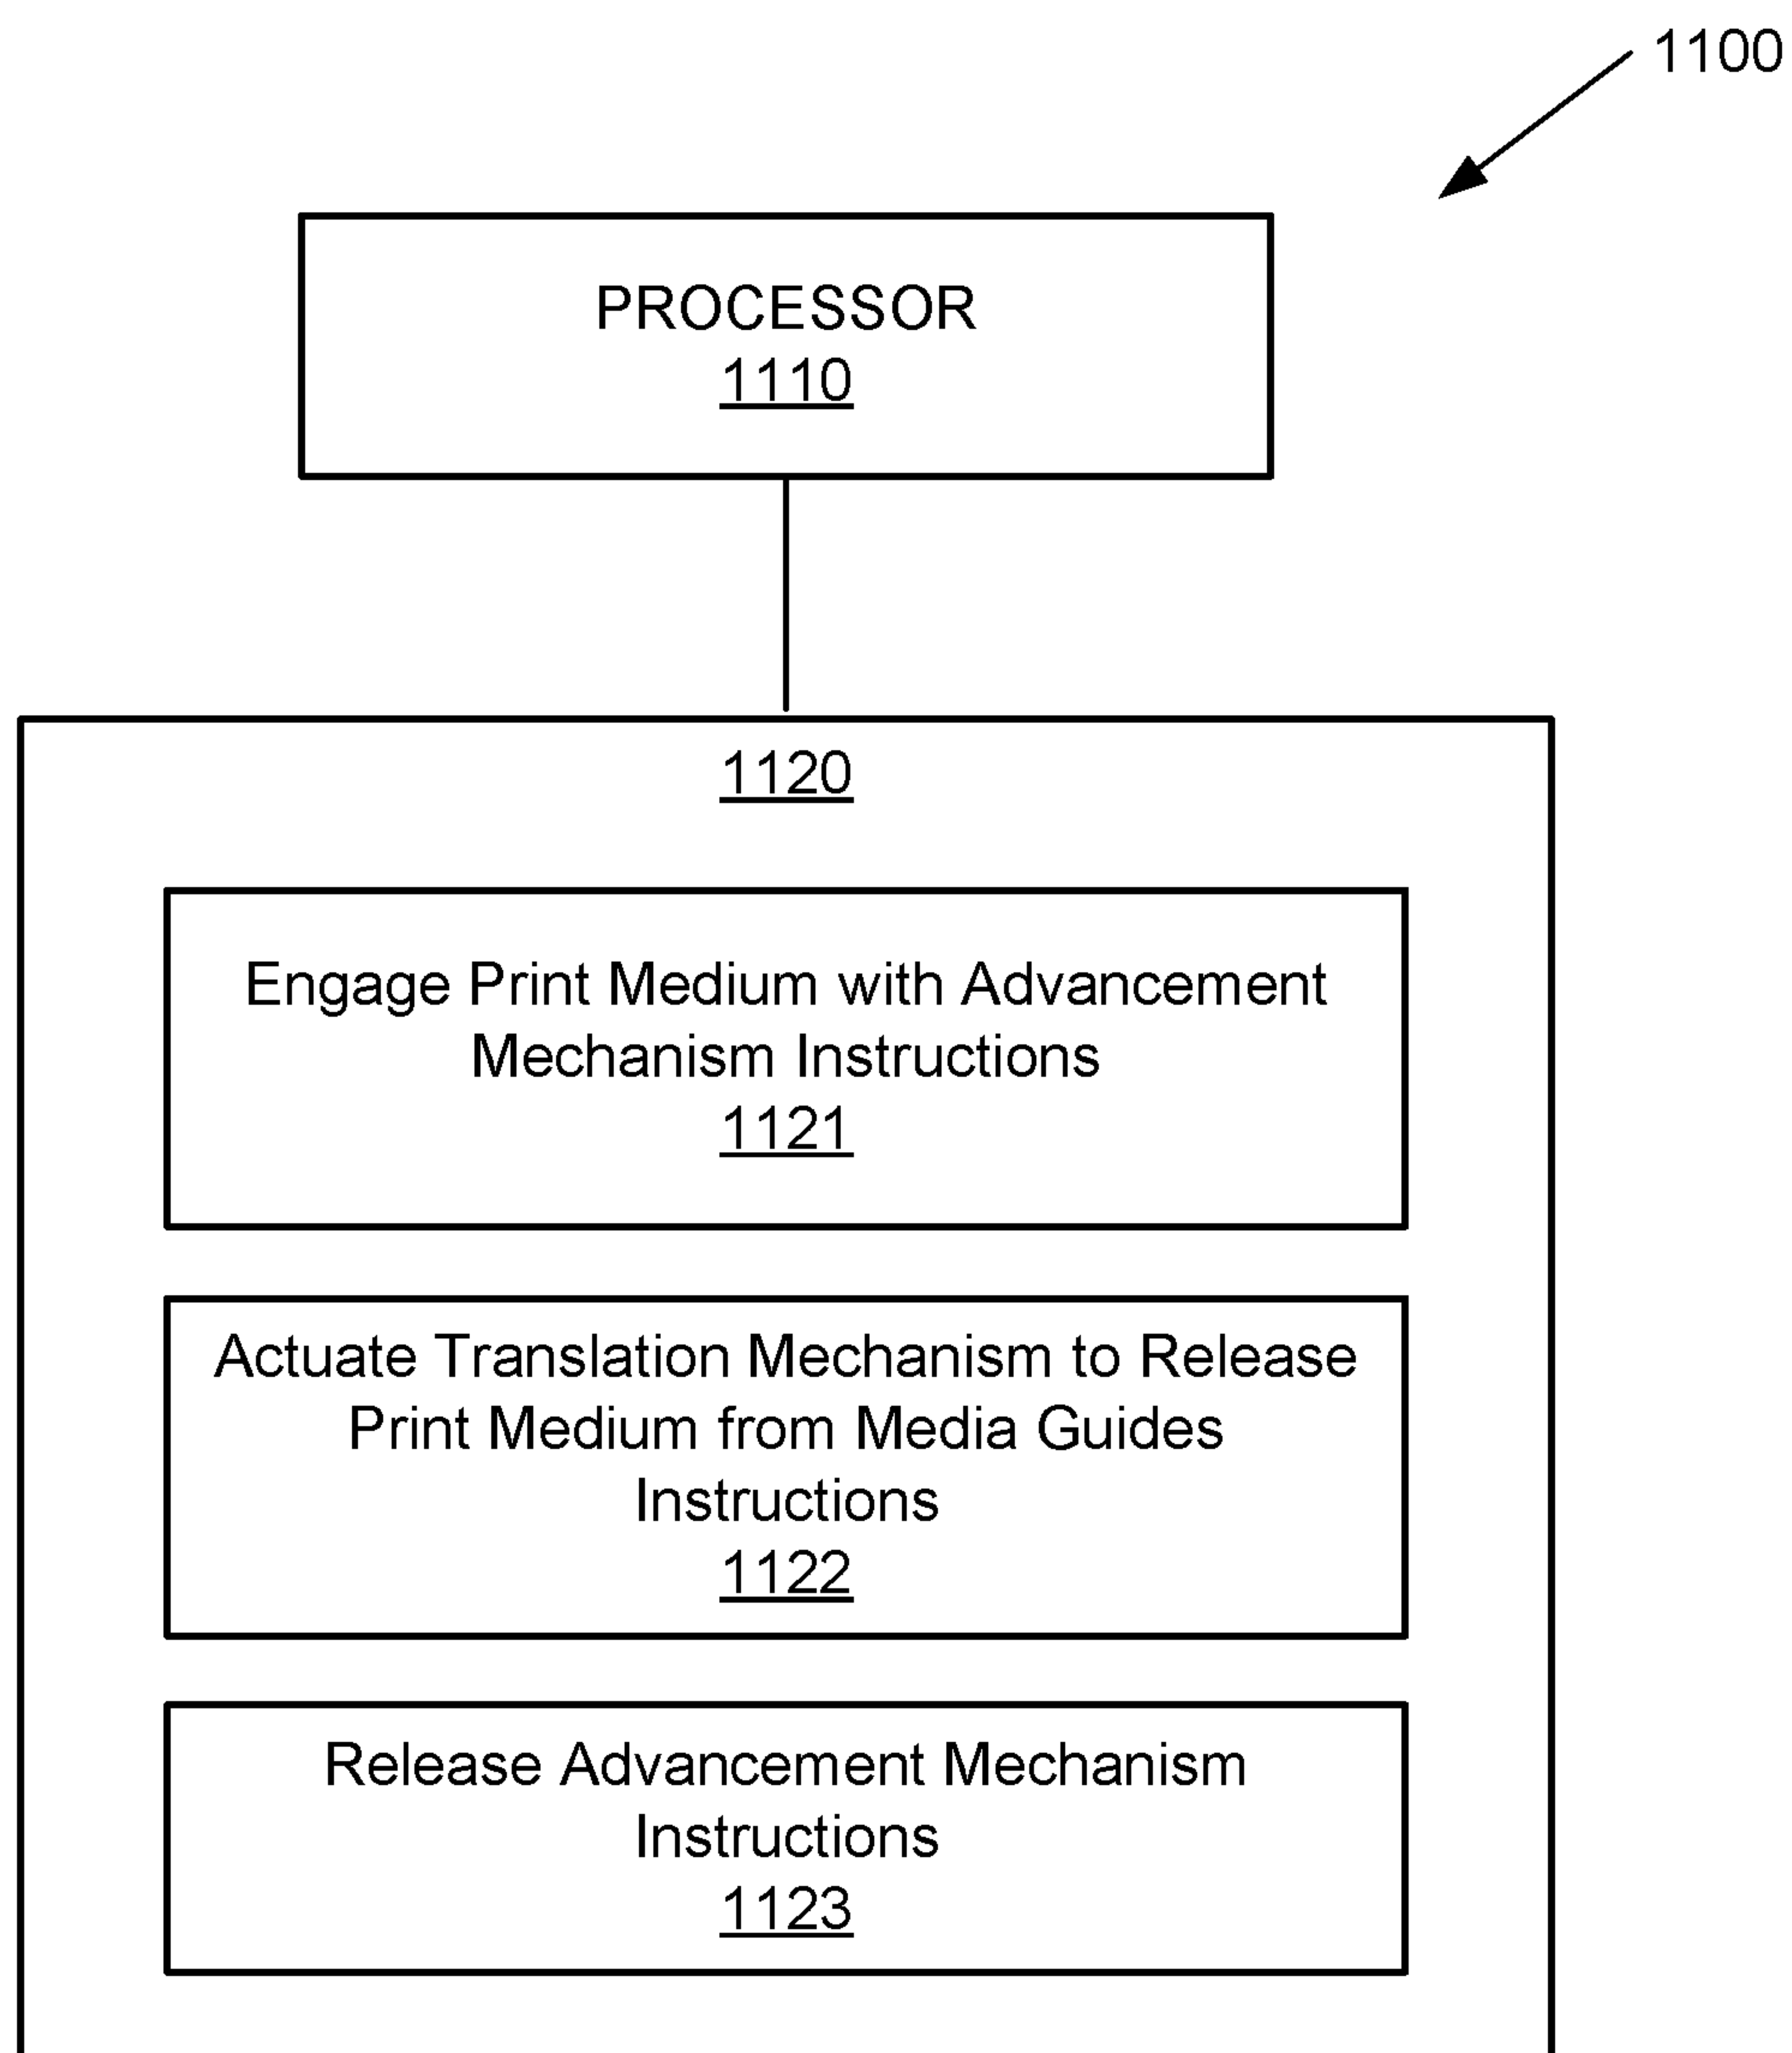 1100
PROCESSOR
1110
1120
Engage Print Medium with Advancement
Mechanism Instructions
1121
Actuate Translation Mechanism to Release
Print Medium from Media Guides
Instructions
1122
Release Advancement Mechanism
Instructions
1123